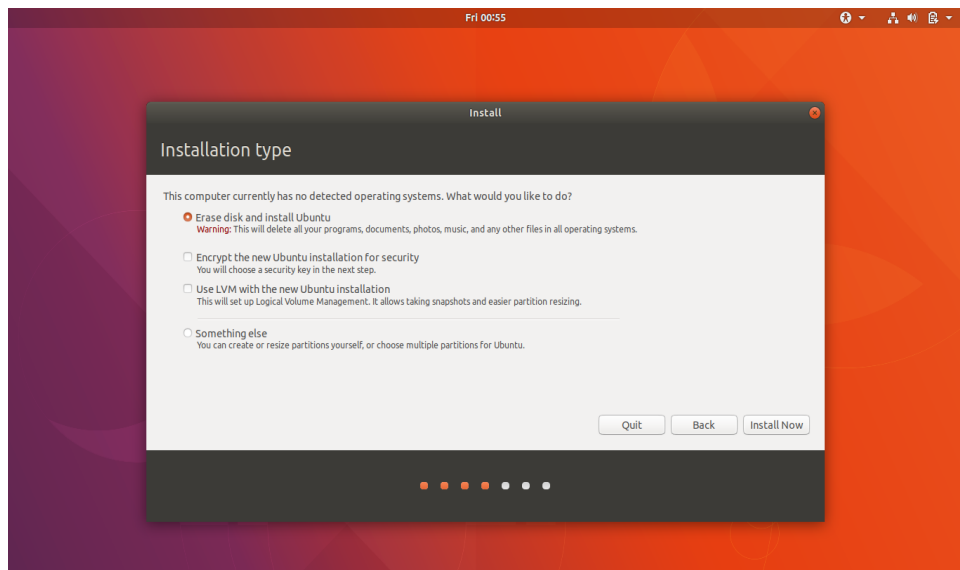 Fri 00:55
Install
Installation type
This computer currently has no detected operating systems. What would you like to do?
Erase disk and install Ubuntu
Warning: This will delete all your programs, documents, photos, music, and any other files in all operating systems.
Encrypt the new Ubuntu installation for security
You will choose a security key in the next step.
Use LVM with the new Ubuntu installation
This will set up Logical Volume Management. It allows taking snapshots and easier partition resizing.
Something else
You can create or resize partitions yourself, or choose multiple partitions for Ubuntu.
Quit Back Install Now